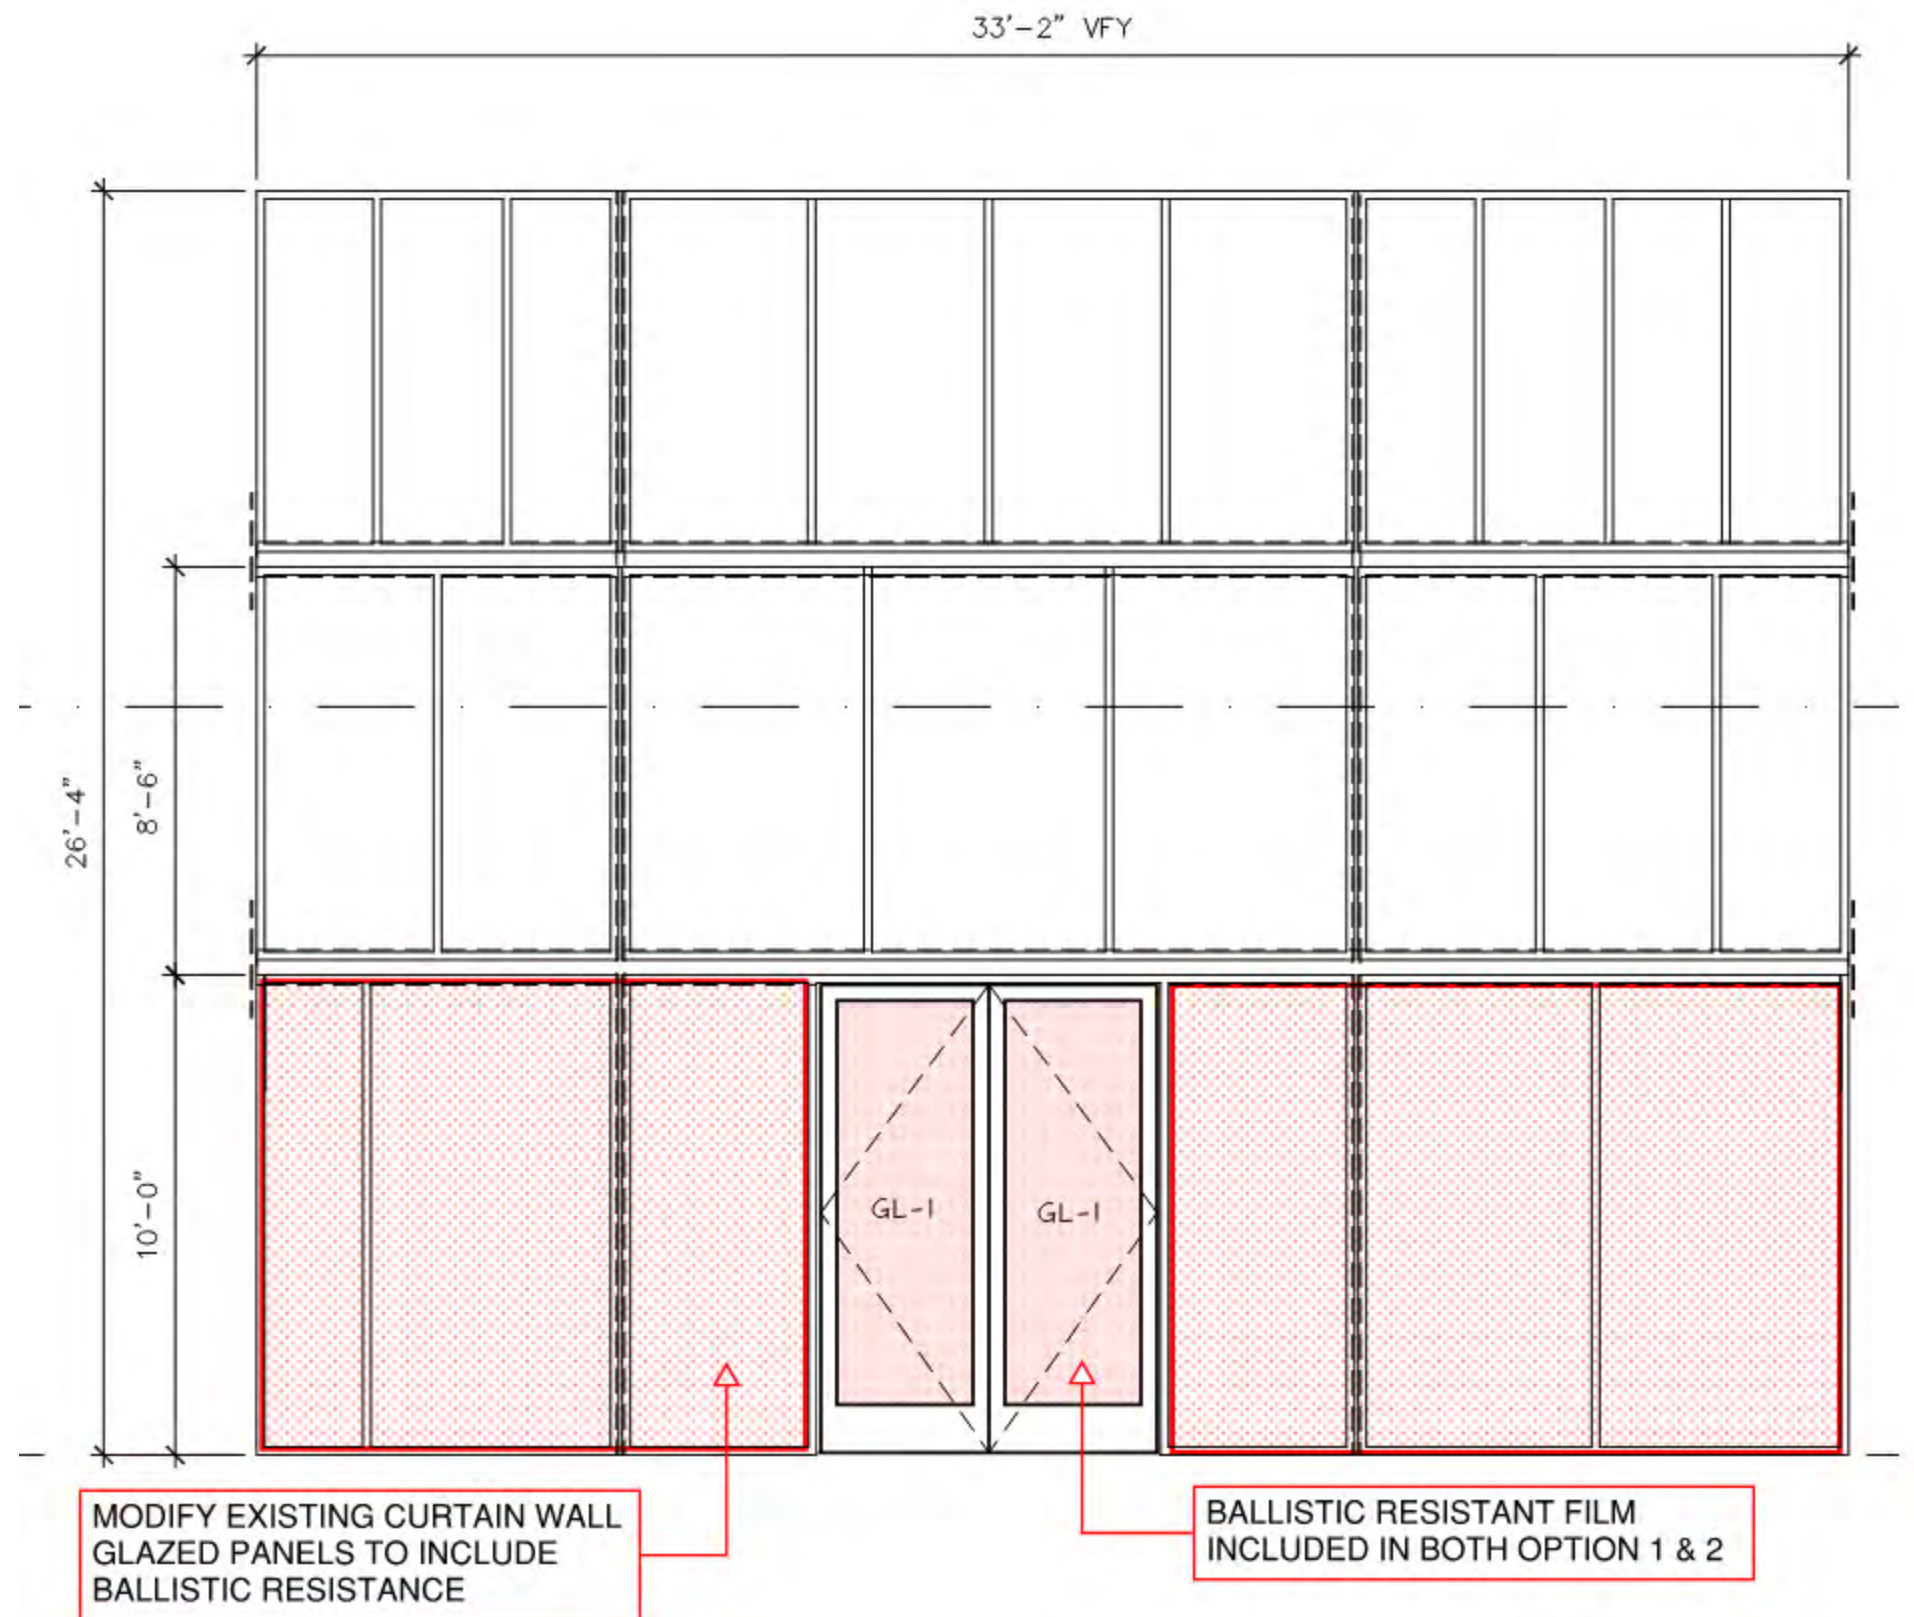 33'-2" VFY
26'-4"
8'-6"
10'-0"
GL-1
GL-1
MODIFY EXISTING CURTAIN WALL
GLAZED PANELS TO INCLUDE
BALLISTIC RESISTANCE
BALLISTIC RESISTANT FILM
INCLUDED IN BOTH OPTION 1 & 2